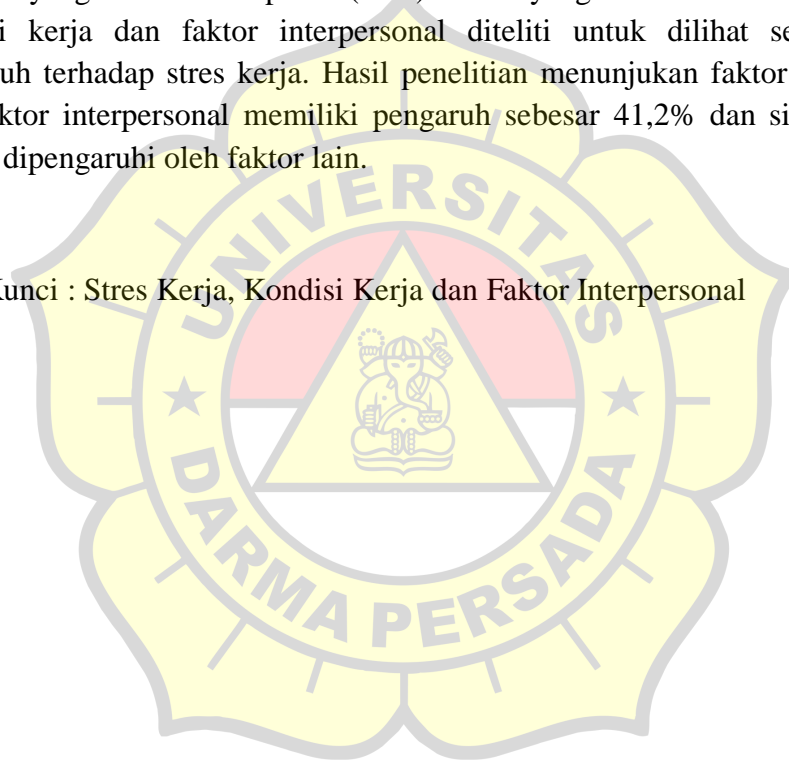 i kerja dan faktor interpersonal diteliti untuk dilihat se
uh terhadap stres kerja. Hasil penelitian menunjukan faktor
ktor interpersonal memiliki pengaruh sebesar 41,2% dan si
dipengaruhi oleh faktor lain.
UNIVERSITAS
unci : Stres Kerja, Kondisi Kerja dan Faktor Interpersonal
DARMA PERSADA